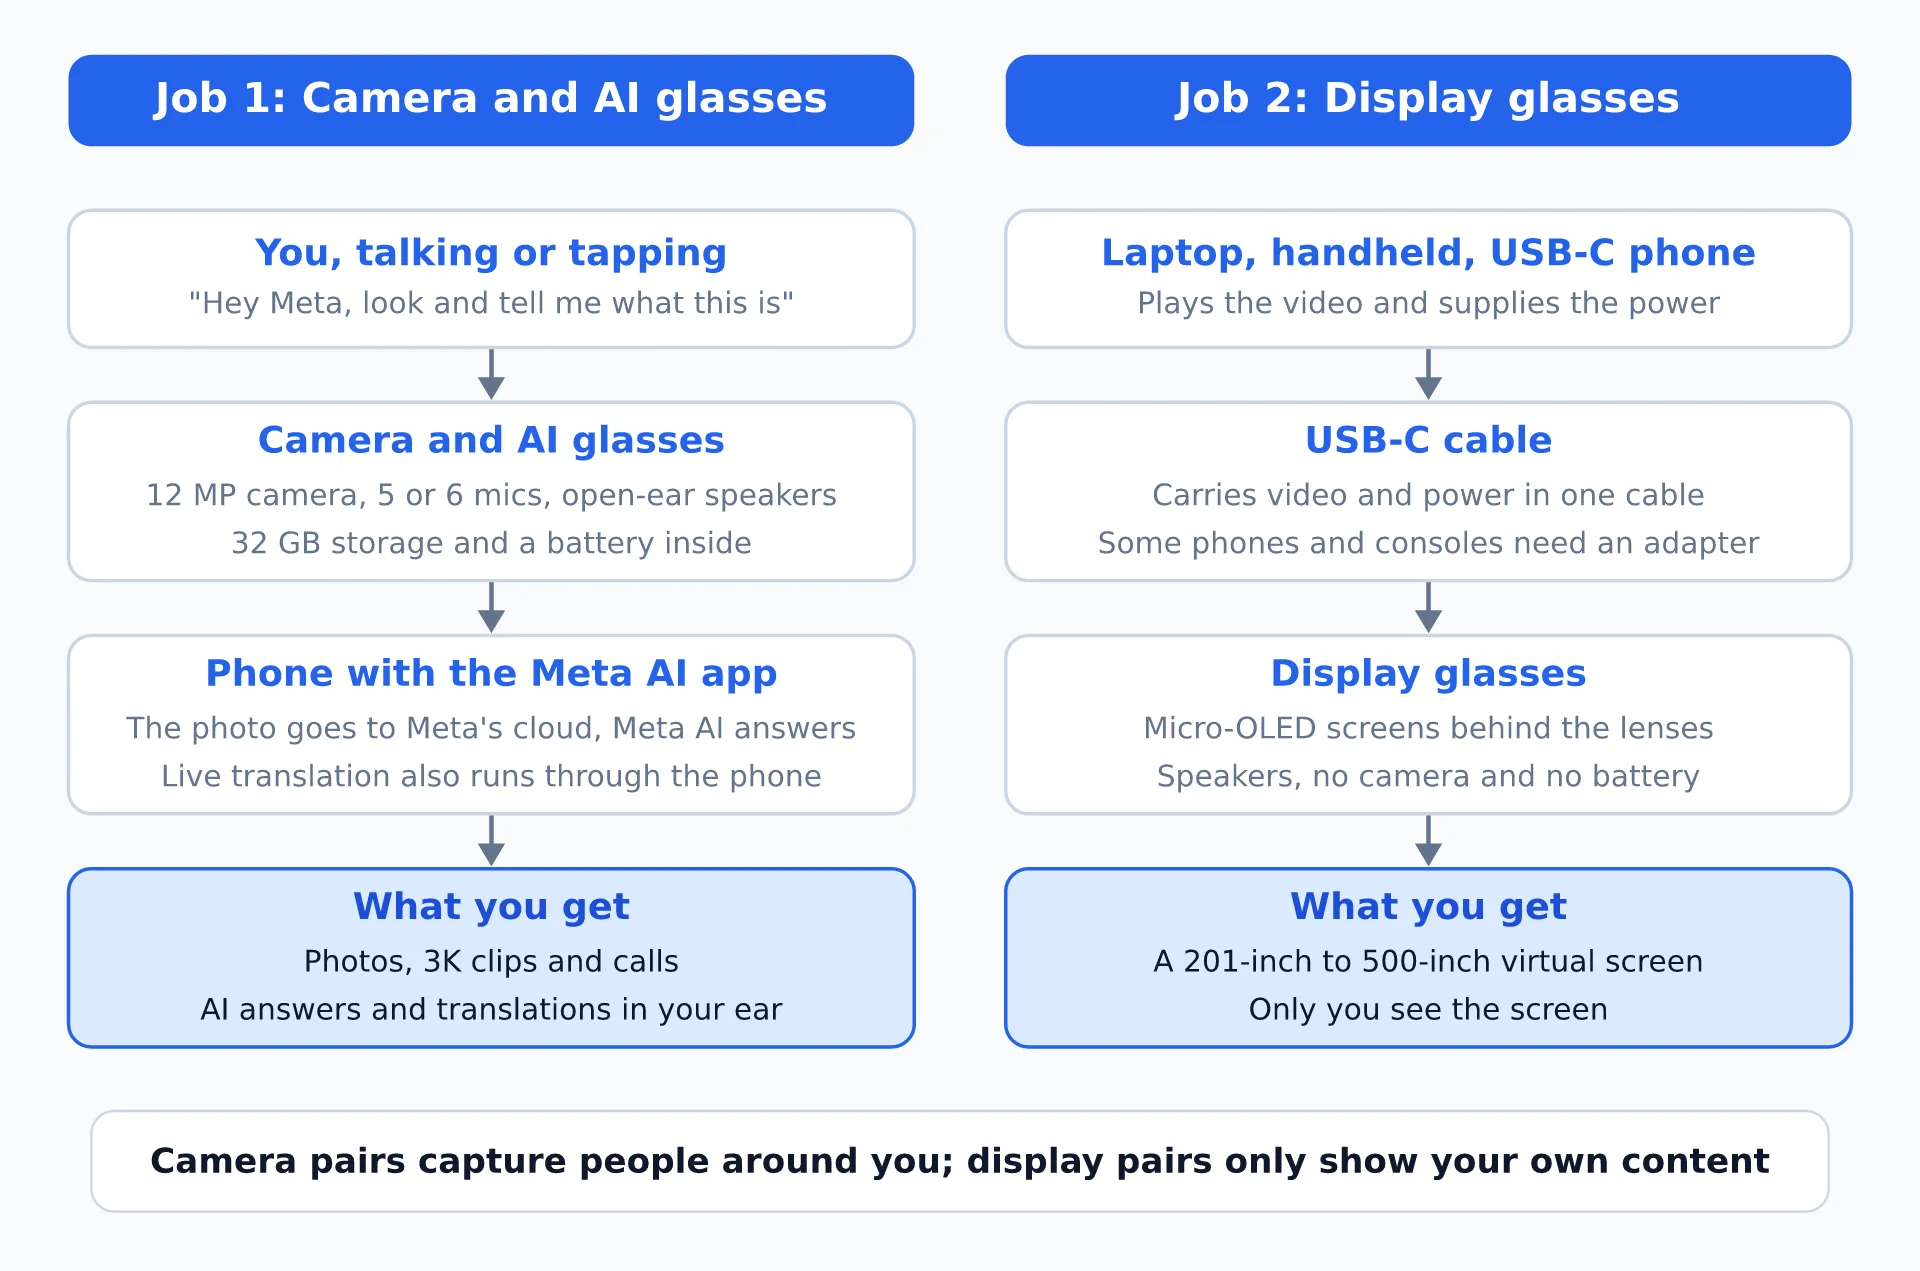 Job 1: Camera and AI glasses
You, talking or tapping
"Hey Meta, look and tell me what this is"
Camera and AI glasses
12 MP camera, 5 or 6 mics, open-ear speakers
32 GB storage and a battery inside
Phone with the Meta AI app
The photo goes to Meta's cloud, Meta AI answers
Live translation also runs through the phone
What you get
Photos, 3K clips and calls
AI answers and translations in your ear
Job 2: Display glasses
Laptop, handheld, USB-C phone
Plays the video and supplies the power
USB-C cable
Carries video and power in one cable
Some phones and consoles need an adapter
Display glasses
Micro-OLED screens behind the lenses
Speakers, no camera and no battery
What you get
A 201-inch to 500-inch virtual screen
Only you see the screen
Camera pairs capture people around you; display pairs only show your own content